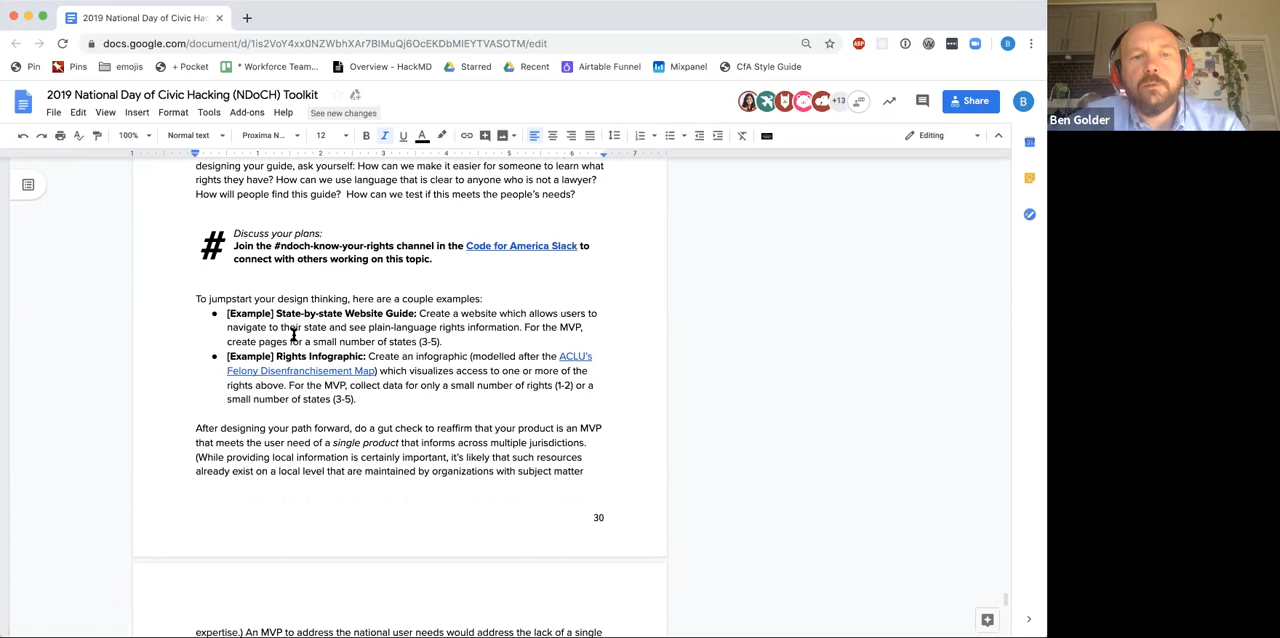 2019 National Day of Civic Hac
docs.google.com/document/d/1is2VoY4xx0NZWbhXAr7BIMuQj6OcEKDbMIEYTVASOTM/edit
ABP
B
Pin
Pins
emojis
+ Pocket
* Workforce Team...
Overview - HackMD
Starred
Recent
Airtable Funnel
Mixpanel
CfA Style Guide
2019 National Day of Civic Hacking (NDoCH) Toolkit
File Edit View Insert Format Tools Add-ons Help See new changes
+13
Share
B
100% Normal text Proxima N... 12 B I U A Editing
1 1 2 3 4 5 6 7
designing your guide, ask yourself: How can we make it easier for someone to learn what
rights they have? How can we use language that is clear to anyone who is not a lawyer?
How will people find this guide? How can we test if this meets the people's needs?
#
Discuss your plans:
Join the #ndoch-know-your-rights channel in the Code for America Slack to
connect with others working on this topic.
To jumpstart your design thinking, here are a couple examples:
● [Example] State-by-state Website Guide: Create a website which allows users to
navigate to their state and see plain-language rights information. For the MVP,
create pages for a small number of states (3-5).
● [Example] Rights Infographic: Create an infographic (modelled after the ACLU's
Felony Disenfranchisement Map) which visualizes access to one or more of the
rights above. For the MVP, collect data for only a small number of rights (1-2) or a
small number of states (3-5).
After designing your path forward, do a gut check to reaffirm that your product is an MVP
that meets the user need of a single product that informs across multiple jurisdictions.
(While providing local information is certainly important, it's likely that such resources
already exist on a local level that are maintained by organizations with subject matter
30
expertise.) An MVP to address the national user needs would address the lack of a single
Ben Golder